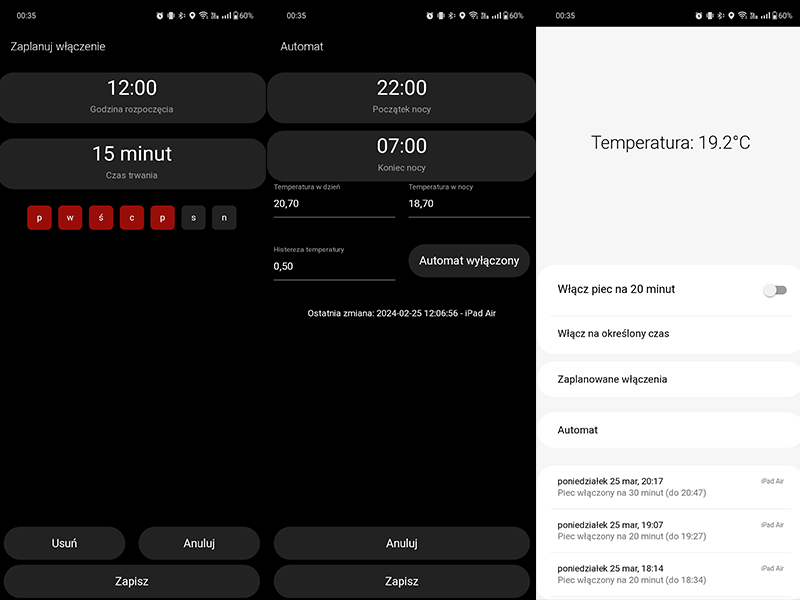 00:35
60%
Zaplanuj włączenie
12:00
Godzina rozpoczęcia
15 minut
Czas trwania
p w ś c p s n
Usuń Anuluj
Zapisz
00:35
60%
Automat
22:00
Początek nocy
07:00
Koniec nocy
Temperatura w dzień Temperatura w nocy
20,70 18,70
Histereza temperatury
0,50
Automat wyłączony
Ostatnia zmiana: 2024-02-25 12:06:56 - iPad Air
Anuluj
Zapisz
00:35
60%
Temperatura: 19.2°C
Włącz piec na 20 minut
Włącz na określony czas
Zaplanowane włączenia
Automat
poniedziałek 25 mar, 20:17 iPad Air
Piec włączony na 30 minut (do 20:47)
poniedziałek 25 mar, 19:07 iPad Air
Piec włączony na 20 minut (do 19:27)
poniedziałek 25 mar, 18:14 iPad Air
Piec włączony na 20 minut (do 18:34)